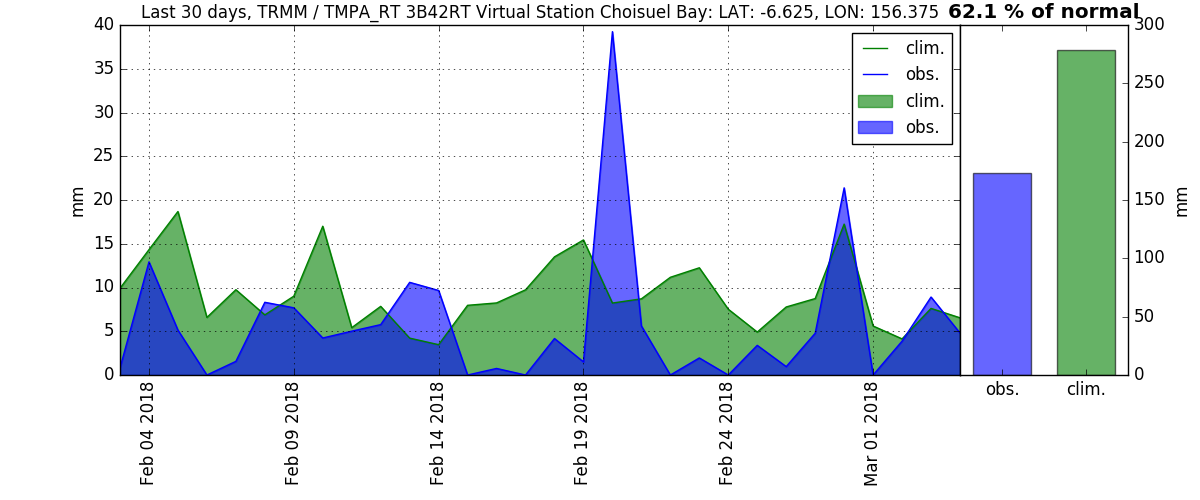 Last 30 days, TRMM / TMPA_RT 3B42RT Virtual Station Choisuel Bay: LAT: -6.625, LON: 156.375 62.1 % of normal
40
35
30
25
20
15
10
5
0
mm
clim.
obs.
clim.
obs.
Feb 04 2018
Feb 09 2018
Feb 14 2018
Feb 19 2018
Feb 24 2018
Mar 01 2018
300
250
200
150
100
50
0
mm
obs. clim.